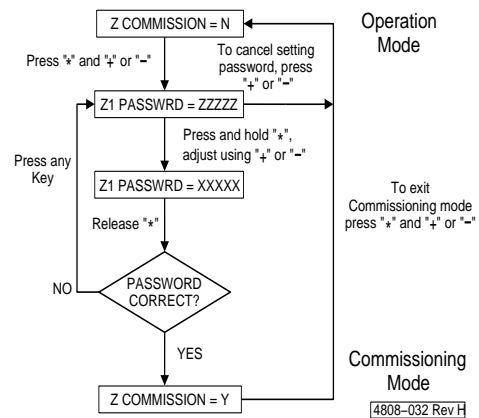 Z COMMISSION = N
Operation
Mode
Press "*" and "+" or "−"
To cancel setting
password, press
"+" or "−"
Z1 PASSWRD = ZZZZZ
Press and hold "*",
adjust using "+" or "−"
Press any
Key
Z1 PASSWRD = XXXXX
To exit
Commissioning mode
press "*" and "+" or "−"
Release "*"
PASSWORD
CORRECT?
NO
YES
Commissioning
Mode
Z COMMISSION = Y
4808–032 Rev H